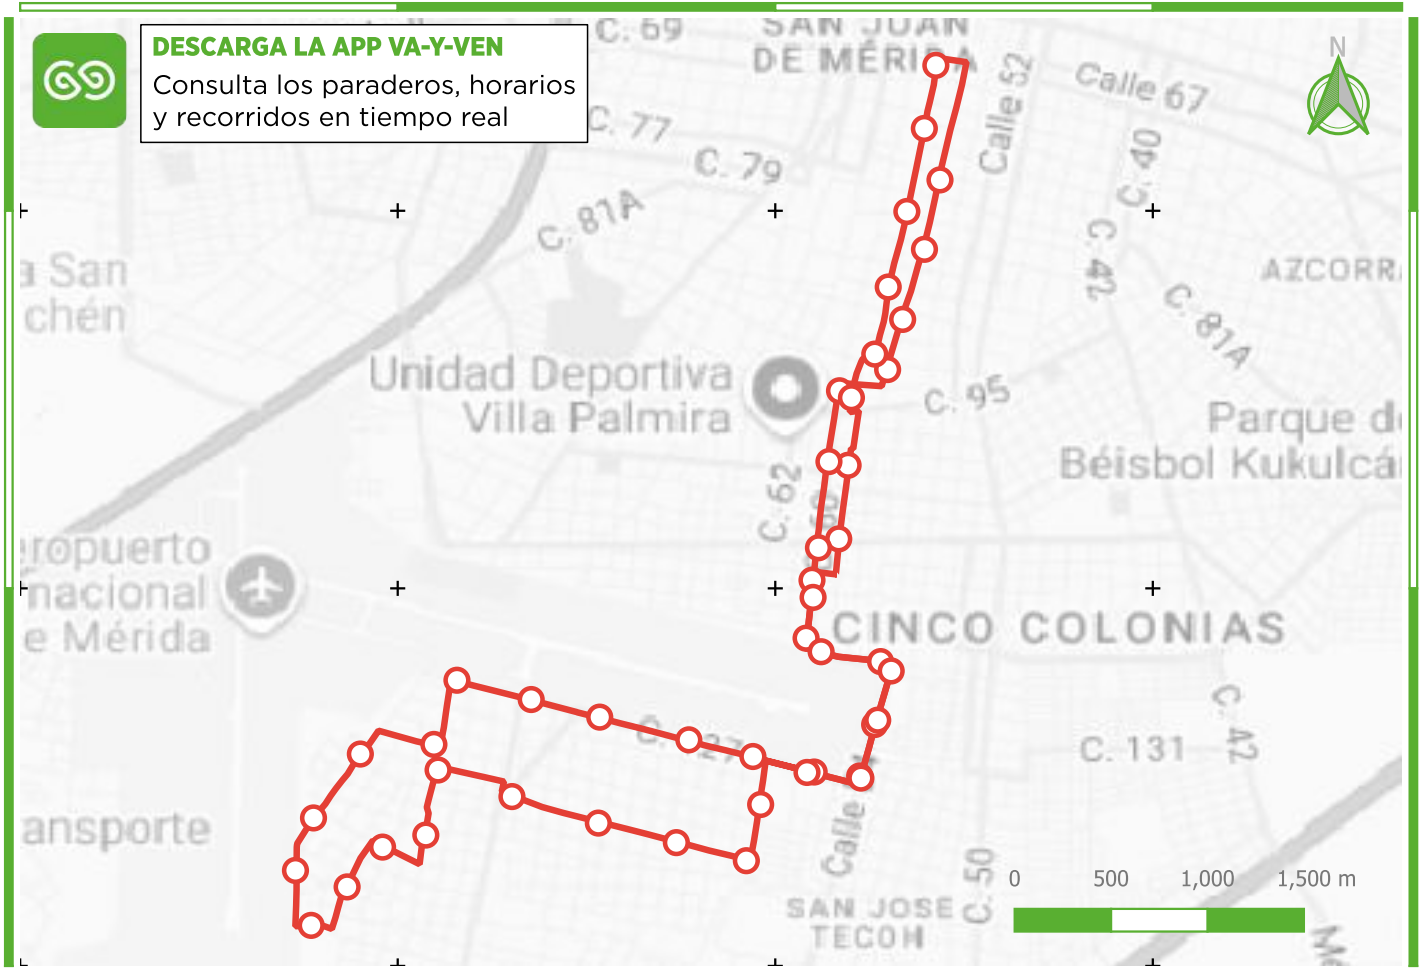 DESCARGA LA APP VA-Y-VEN
Consulta los paraderos, horarios
y recorridos en tiempo real
C. 69
SAN JUAN
DE MÉRIDA
Calle 52
Calle 67
N
C. 77
C. 79
C. 40
C. 81A
C. 42
a San
chén
AZCORRA
C. 81A
Unidad Deportiva
Villa Palmira
C. 95
Parque de
Béisbol Kukulcá
C. 62
60
eropuerto
nacional
e Mérida
CINCO COLONIAS
C. 42
C. 127
C. 131
Calle
ansporte
C. 50
SAN JOSE
TECOH
0 500 1,000 1,500 m